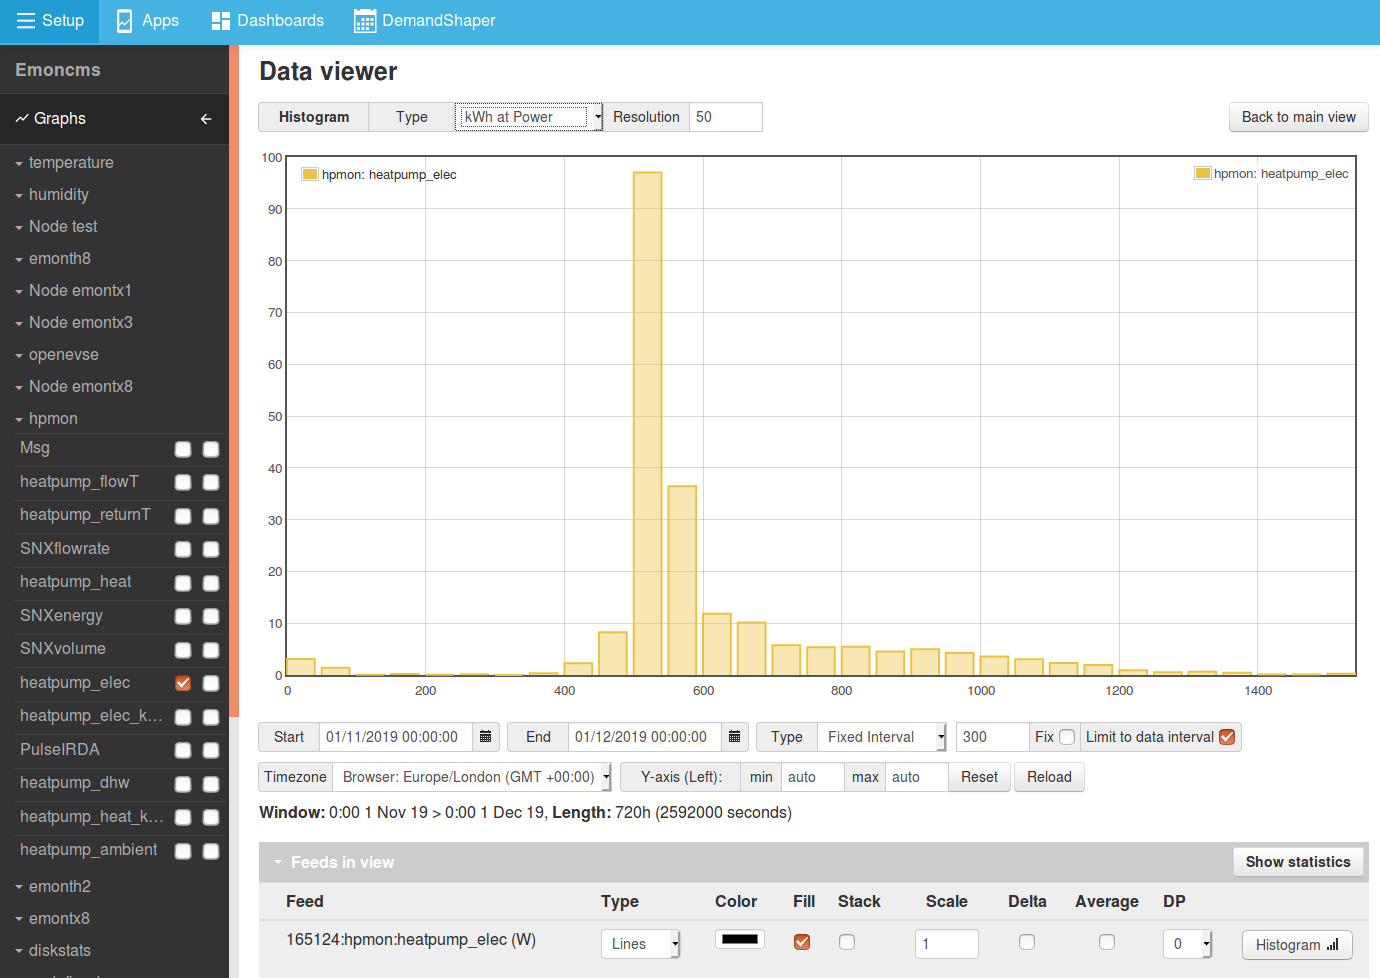 Setup Apps Dashboards DemandShaper
Emoncms
Graphs
temperature
humidity
Node test
emonth8
Node emontx1
Node emontx3
openevse
Node emontx8
hpmon
Msg
heatpump_flowT
heatpump_returnT
SNXflowrate
heatpump_heat
SNXenergy
SNXvolume
heatpump_elec
heatpump_elec_k...
PulseIRDA
heatpump_dhw
heatpump_heat_k...
heatpump_ambient
emonth2
emontx8
diskstats
Data viewer
Histogram Type kWh at Power Resolution 50 Back to main view
hpmon: heatpump_elec hpmon: heatpump_elec
100
90
80
70
60
50
40
30
20
10
0
0 200 400 600 800 1000 1200 1400
Start 01/11/2019 00:00:00 End 01/12/2019 00:00:00 Type Fixed Interval 300 Fix Limit to data interval
Timezone Browser: Europe/London (GMT +00:00) Y-axis (Left): min auto max auto Reset Reload
Window: 0:00 1 Nov 19 > 0:00 1 Dec 19, Length: 720h (2592000 seconds)
Feeds in view Show statistics
Feed Type Color Fill Stack Scale Delta Average DP
165124:hpmon:heatpump_elec (W) Lines 1 0 Histogram